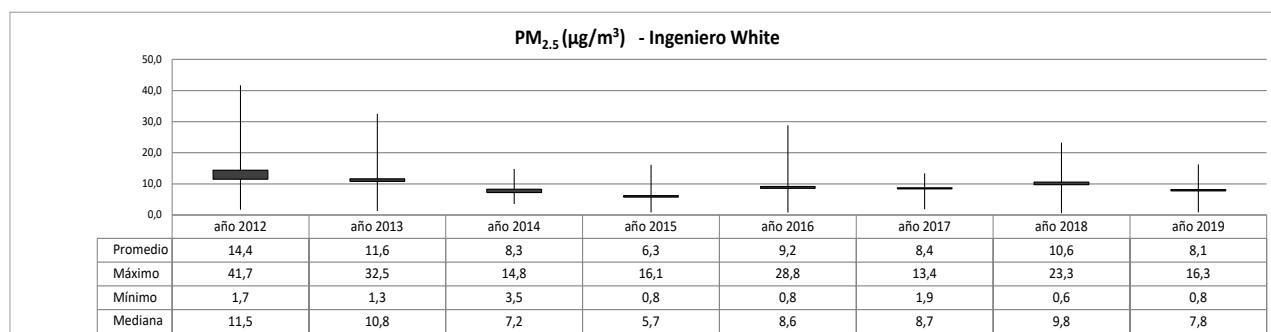 PM2.5 (µg/m³) - Ingeniero White
50,0
40,0
30,0
20,0
10,0
0,0
año 2012 año 2013 año 2014 año 2015 año 2016 año 2017 año 2018 año 2019
Promedio 14,4 11,6 8,3 6,3 9,2 8,4 10,6 8,1
Máximo 41,7 32,5 14,8 16,1 28,8 13,4 23,3 16,3
Mínimo 1,7 1,3 3,5 0,8 0,8 1,9 0,6 0,8
Mediana 11,5 10,8 7,2 5,7 8,6 8,7 9,8 7,8